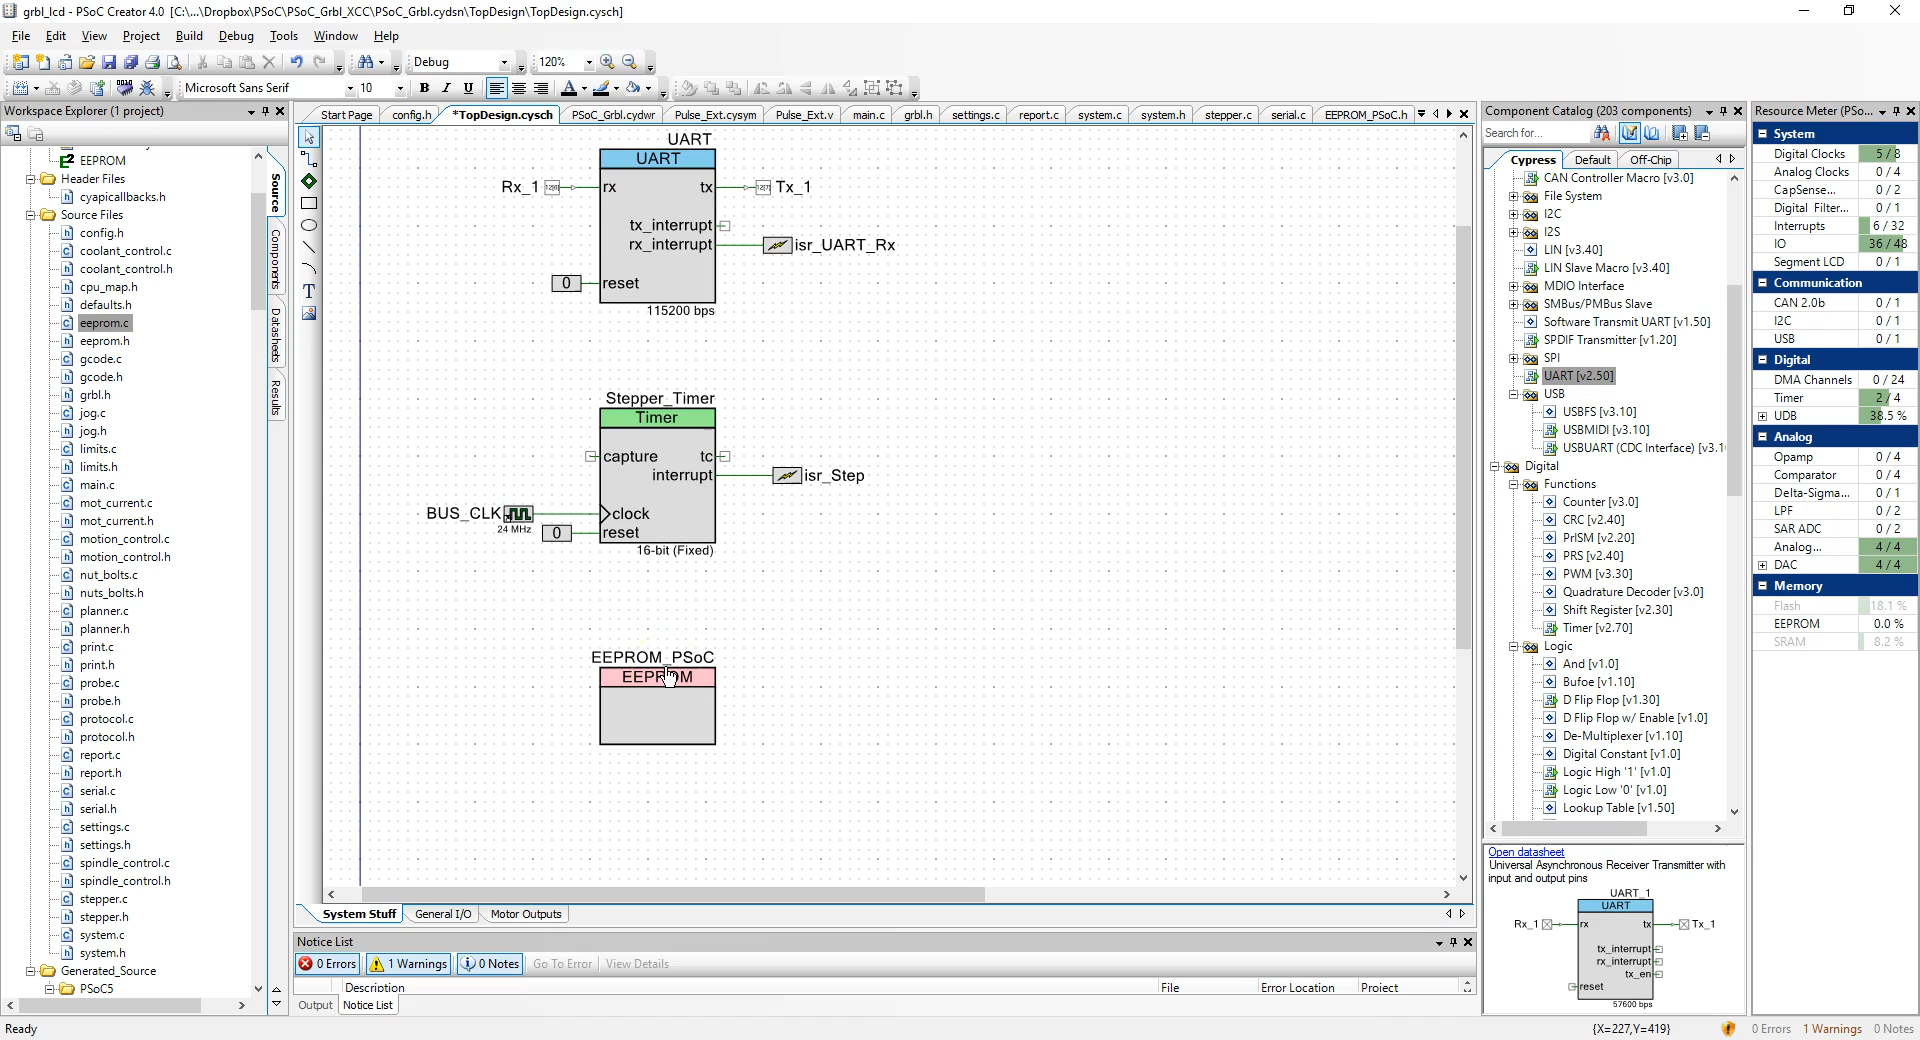 grbl_lcd - PSoC Creator 4.0 [C:\...\Dropbox\PSoC\PSoC_Grbl_XCC\PSoC_Grbl.cydsn\TopDesign\TopDesign.cysch]
File Edit View Project Build Debug Tools Window Help
Debug 120%
Microsoft Sans Serif 10 B I U A
Workspace Explorer (1 project)
EEPROM
Header Files
cyapicallbacks.h
Source Files
config.h
coolant_control.c
coolant_control.h
cpu_map.h
defaults.h
eeprom.c
eeprom.h
gcode.c
gcode.h
grbl.h
jog.c
jog.h
limits.c
limits.h
main.c
mot_current.c
mot_current.h
motion_control.c
motion_control.h
nut_bolts.c
nuts_bolts.h
planner.c
planner.h
print.c
print.h
probe.c
probe.h
protocol.c
protocol.h
report.c
report.h
serial.c
serial.h
settings.c
settings.h
spindle_control.c
spindle_control.h
stepper.c
stepper.h
system.c
system.h
Generated_Source
PSoC5
Source
Components
Datasheets
Results
Start Page config.h *TopDesign.cysch PSoC_Grbl.cydwr Pulse_Ext.cysym Pulse_Ext.v main.c grbl.h settings.c report.c system.c system.h stepper.c serial.c EEPROM_PSoC.h
T
UART
UART
Rx_1 rx tx Tx_1
tx_interrupt
rx_interrupt isr_UART_Rx
0 reset
115200 bps
Stepper_Timer
Timer
capture tc
interrupt isr_Step
BUS_CLK clock
24 MHz
0 reset
16-bit (Fixed)
EEPROM_PSoC
EEPROM
System Stuff General I/O Motor Outputs
Notice List
0 Errors 1 Warnings 0 Notes Go To Error View Details
Description File Error Location Project
Output Notice List
Component Catalog (203 components)
Search for...
Cypress Default Off-Chip
CAN Controller Macro [v3.0]
File System
I2C
I2S
LIN [v3.40]
LIN Slave Macro [v3.40]
MDIO Interface
SMBus/PMBus Slave
Software Transmit UART [v1.50]
SPDIF Transmitter [v1.20]
SPI
UART [v2.50]
USB
USBFS [v3.10]
USBMIDI [v3.10]
USBUART (CDC Interface) [v3.1
Digital
Functions
Counter [v3.0]
CRC [v2.40]
PrISM [v2.20]
PRS [v2.40]
PWM [v3.30]
Quadrature Decoder [v3.0]
Shift Register [v2.30]
Timer [v2.70]
Logic
And [v1.0]
Bufoe [v1.10]
D Flip Flop [v1.30]
D Flip Flop w/ Enable [v1.0]
De-Multiplexer [v1.10]
Digital Constant [v1.0]
Logic High '1' [v1.0]
Logic Low '0' [v1.0]
Lookup Table [v1.50]
Open datasheet
Universal Asynchronous Receiver Transmitter with
input and output pins
UART_1
UART
Rx_1 rx tx Tx_1
tx_interrupt
rx_interrupt
tx_en
reset
57600 bps
Resource Meter (PSo...
System
Digital Clocks 5 / 8
Analog Clocks 0 / 4
CapSense... 0 / 2
Digital Filter... 0 / 1
Interrupts 6 / 32
IO 36 / 48
Segment LCD 0 / 1
Communication
CAN 2.0b 0 / 1
I2C 0 / 1
USB 0 / 1
Digital
DMA Channels 0 / 24
Timer 2 / 4
UDB 38.5 %
Analog
Opamp 0 / 4
Comparator 0 / 4
Delta-Sigma... 0 / 1
LPF 0 / 2
SAR ADC 0 / 2
Analog... 4 / 4
DAC 4 / 4
Memory
Flash 18.1 %
EEPROM 0.0 %
SRAM 8.2 %
Ready {X=227,Y=419} 0 Errors 1 Warnings 0 Notes